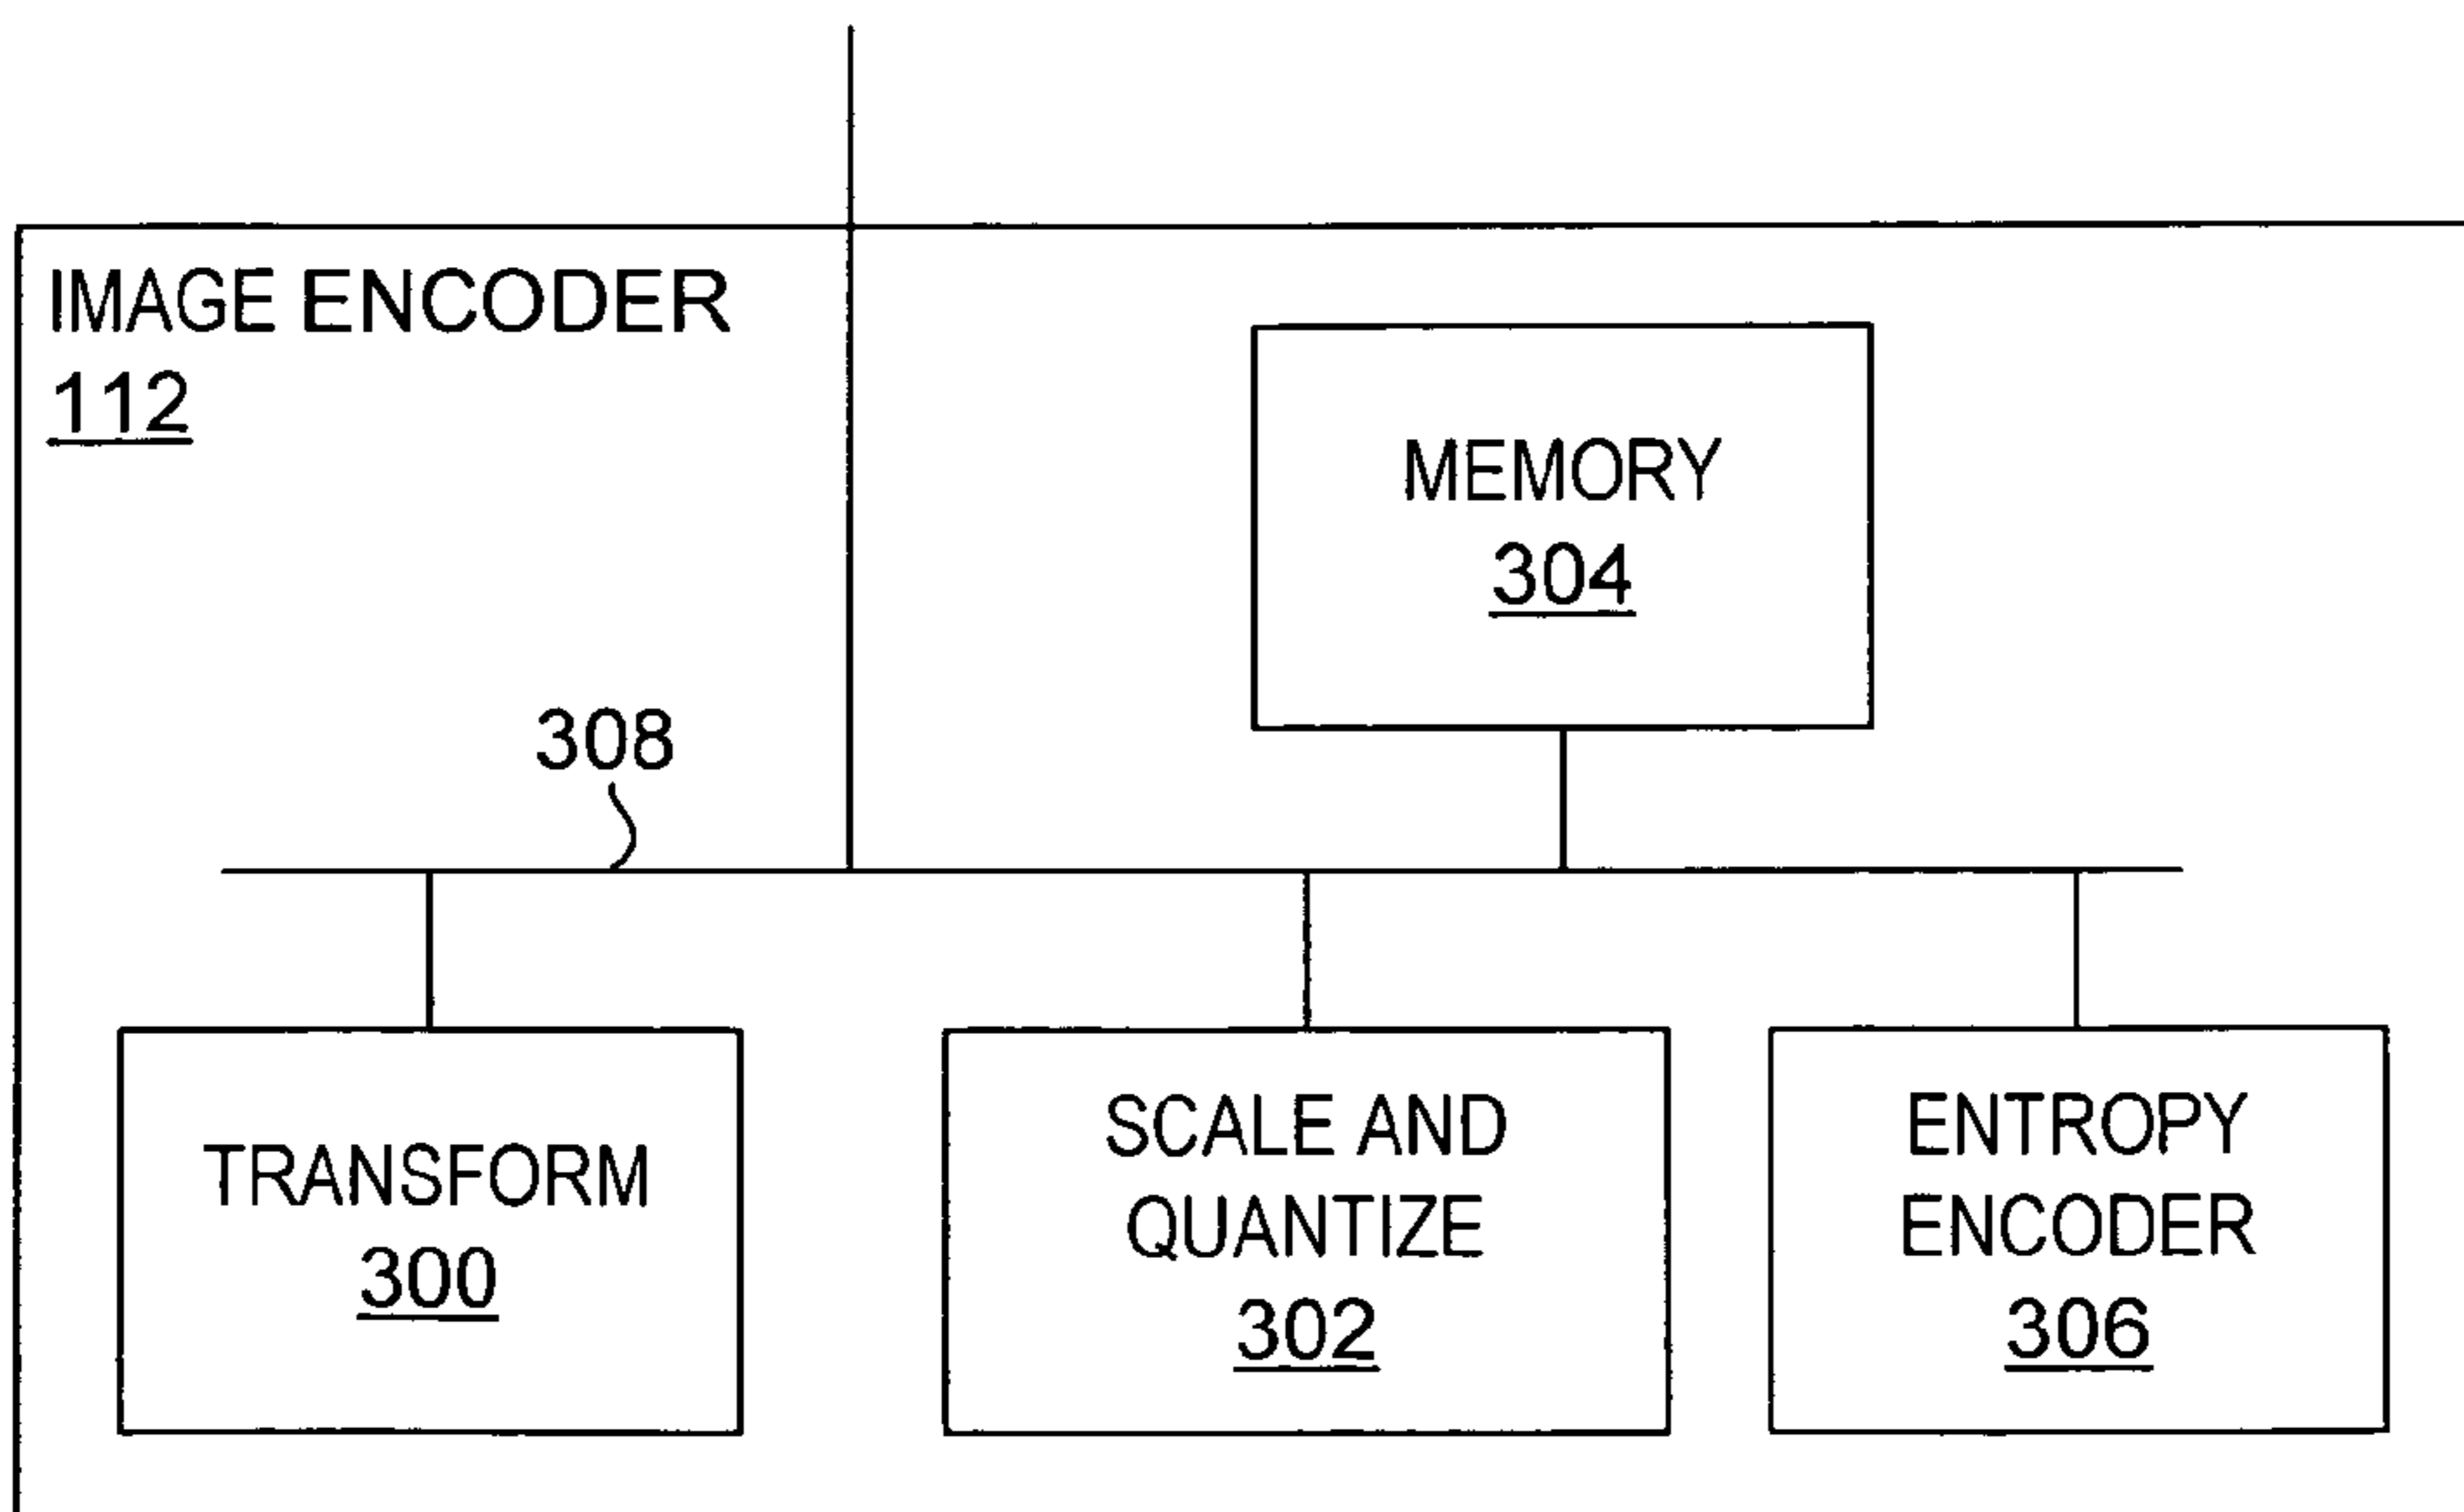 IMAGE ENCODER
112
MEMORY
304
308
TRANSFORM
300
SCALE AND
QUANTIZE
302
ENTROPY
ENCODER
306